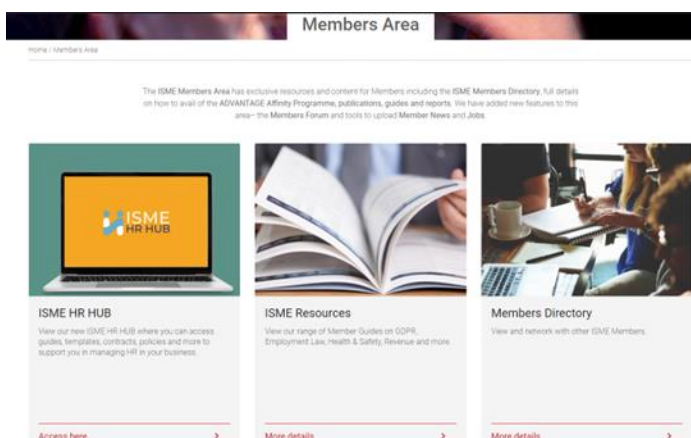 Members Area
Home / Members Area
The ISME Members Area has exclusive resources and content for Members including the ISME Members Directory, full details
on how to avail of the ADVANTAGE Affinity Programme, publications, guides and reports. We have added new features to this
area– the Members Forum and tools to upload Member News and Jobs.
ISME
HR HUB
ISME HR HUB
View our new ISME HR HUB where you can access
guides, templates, contracts, policies and more to
support you in managing HR in your business.
Access here >
ISME Resources
View our range of Member Guides on GDPR,
Employment Law, Health & Safety, Revenue and more.
More details >
Members Directory
View and network with other ISME Members.
More details >